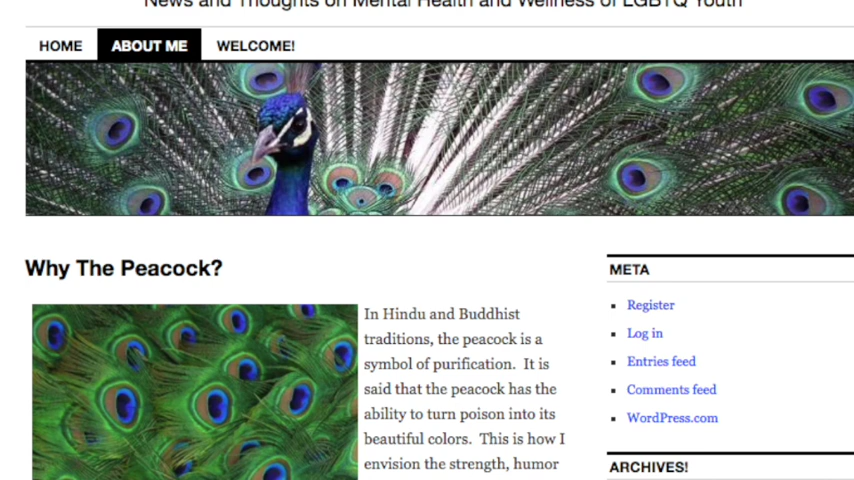 News and Thoughts on Mental Health and Wellness of LGBTQ Youth
HOME ABOUT ME WELCOME!
Why The Peacock?
In Hindu and Buddhist
traditions, the peacock is a
symbol of purification. It is
said that the peacock has the
ability to turn poison into its
beautiful colors. This is how I
envision the strength, humor
META
Register
Log in
Entries feed
Comments feed
WordPress.com
ARCHIVES!